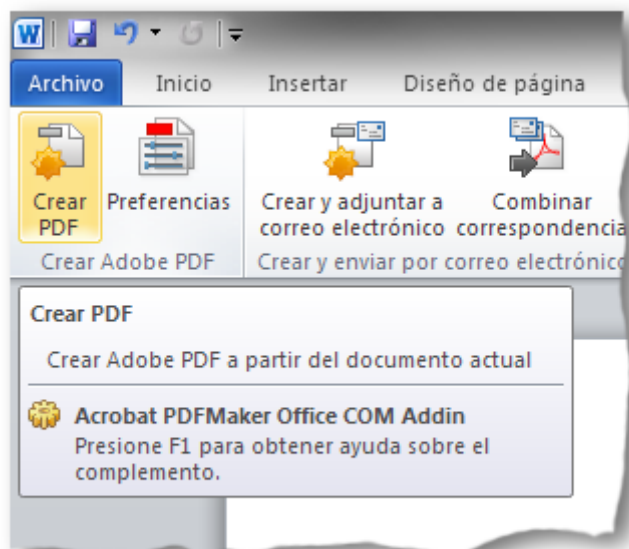 W
Archivo Inicio Insertar Diseño de página
Crear PDF
Preferencias
Crear y adjuntar a correo electrónico
Combinar correspondencia
Crear Adobe PDF
Crear y enviar por correo electrónico
Crear PDF
Crear Adobe PDF a partir del documento actual
Acrobat PDFMaker Office COM Addin
Presione F1 para obtener ayuda sobre el
complemento.